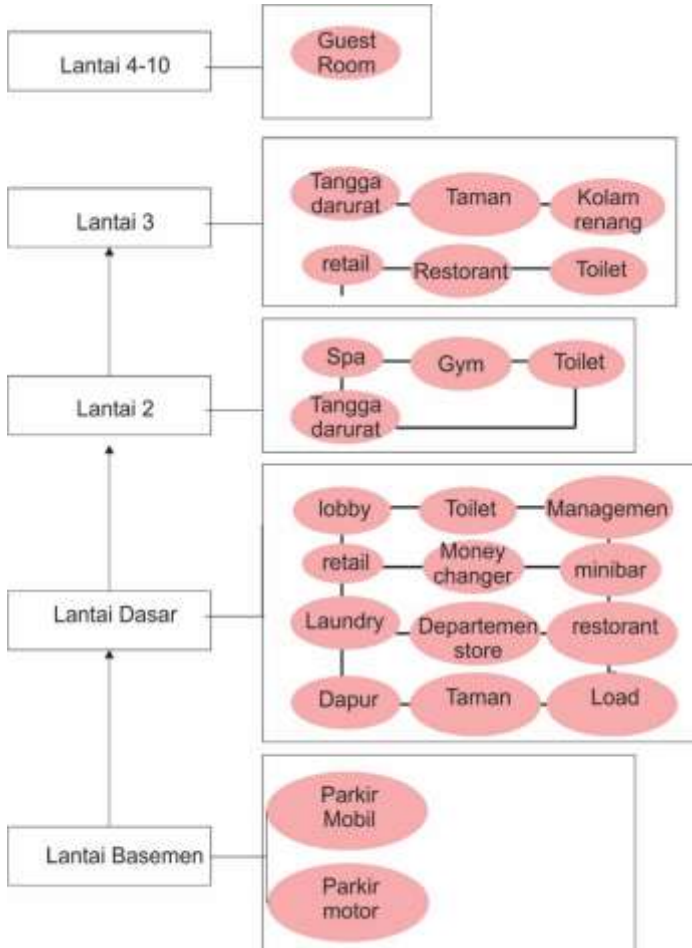 Lantai 4-10
Guest
Room
Lantai 3
Tangga
darurat
Taman
Kolam
renang
retail
Restorant
Toilet
Lantai 2
Spa
Gym
Toilet
Tangga
darurat
Lantai Dasar
lobby
Toilet
Managemen
retail
Money
changer
minibar
Laundry
Departemen
store
restorant
Dapur
Taman
Load
Lantai Basemen
Parkir
Mobil
Parkir
motor